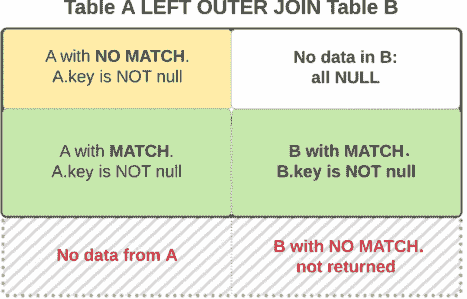 Table A LEFT OUTER JOIN Table B
A with NO MATCH.
A.key is NOT null
No data in B:
all NULL
A with MATCH.
A.key is NOT null
B with MATCH.
B.key is NOT null
No data from A
B with NO MATCH.
not returned